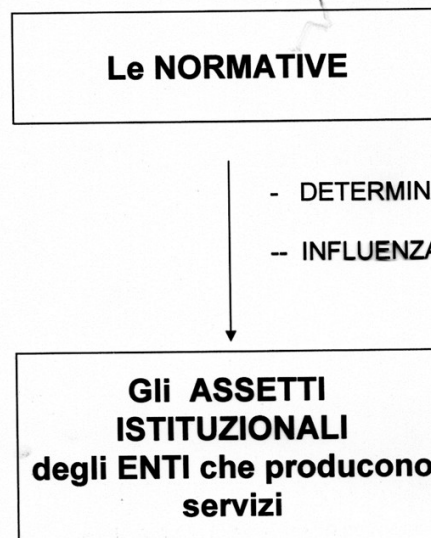 Le NORMATIVE
- DETERMIN
-- INFLUENZA
Gli ASSETTI
ISTITUZIONALI
degli ENTI che producono
servizi